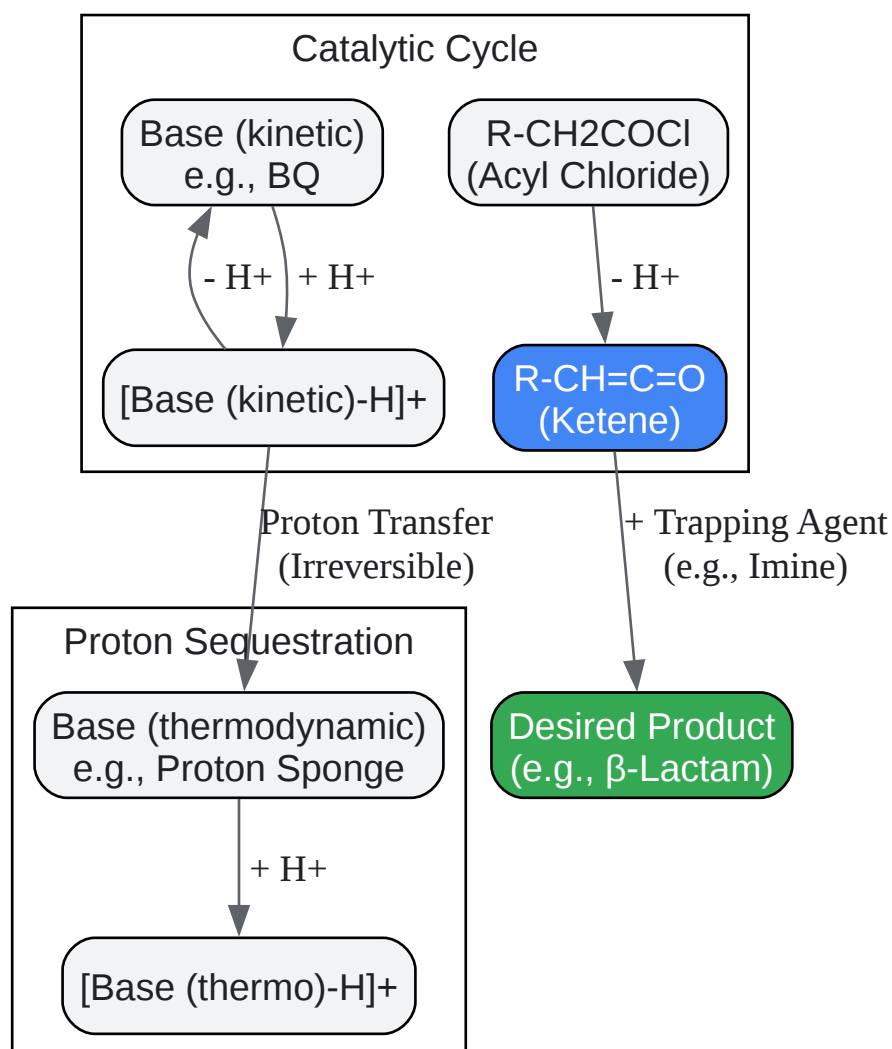 Catalytic Cycle
Base (kinetic)
e.g., BQ
R-CH2COCl
(Acyl Chloride)
- H+
+ H+
- H+
[Base (kinetic)-H]+
R-CH=C=O
(Ketene)
Proton Transfer
(Irreversible)
+ Trapping Agent
(e.g., Imine)
Proton Sequestration
Base (thermodynamic)
e.g., Proton Sponge
Desired Product
(e.g., β-Lactam)
+ H+
[Base (thermo)-H]+